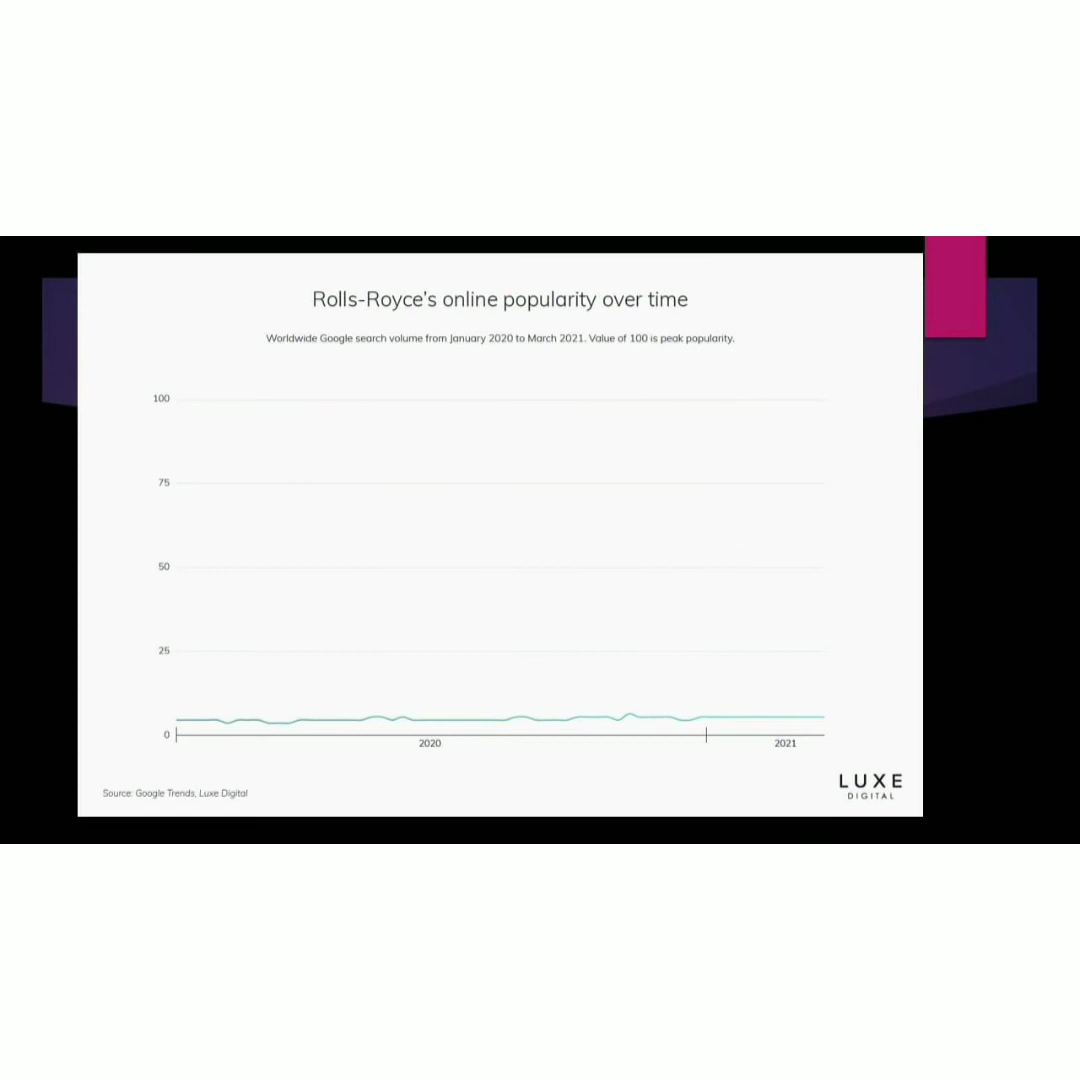 Rolls-Royce’s online popularity over time
Worldwide Google search volume from January 2020 to March 2021. Value of 100 is peak popularity.
100
75
50
25
0
2020 2021
Source: Google Trends, Luxe Digital
LUXE
DIGITAL